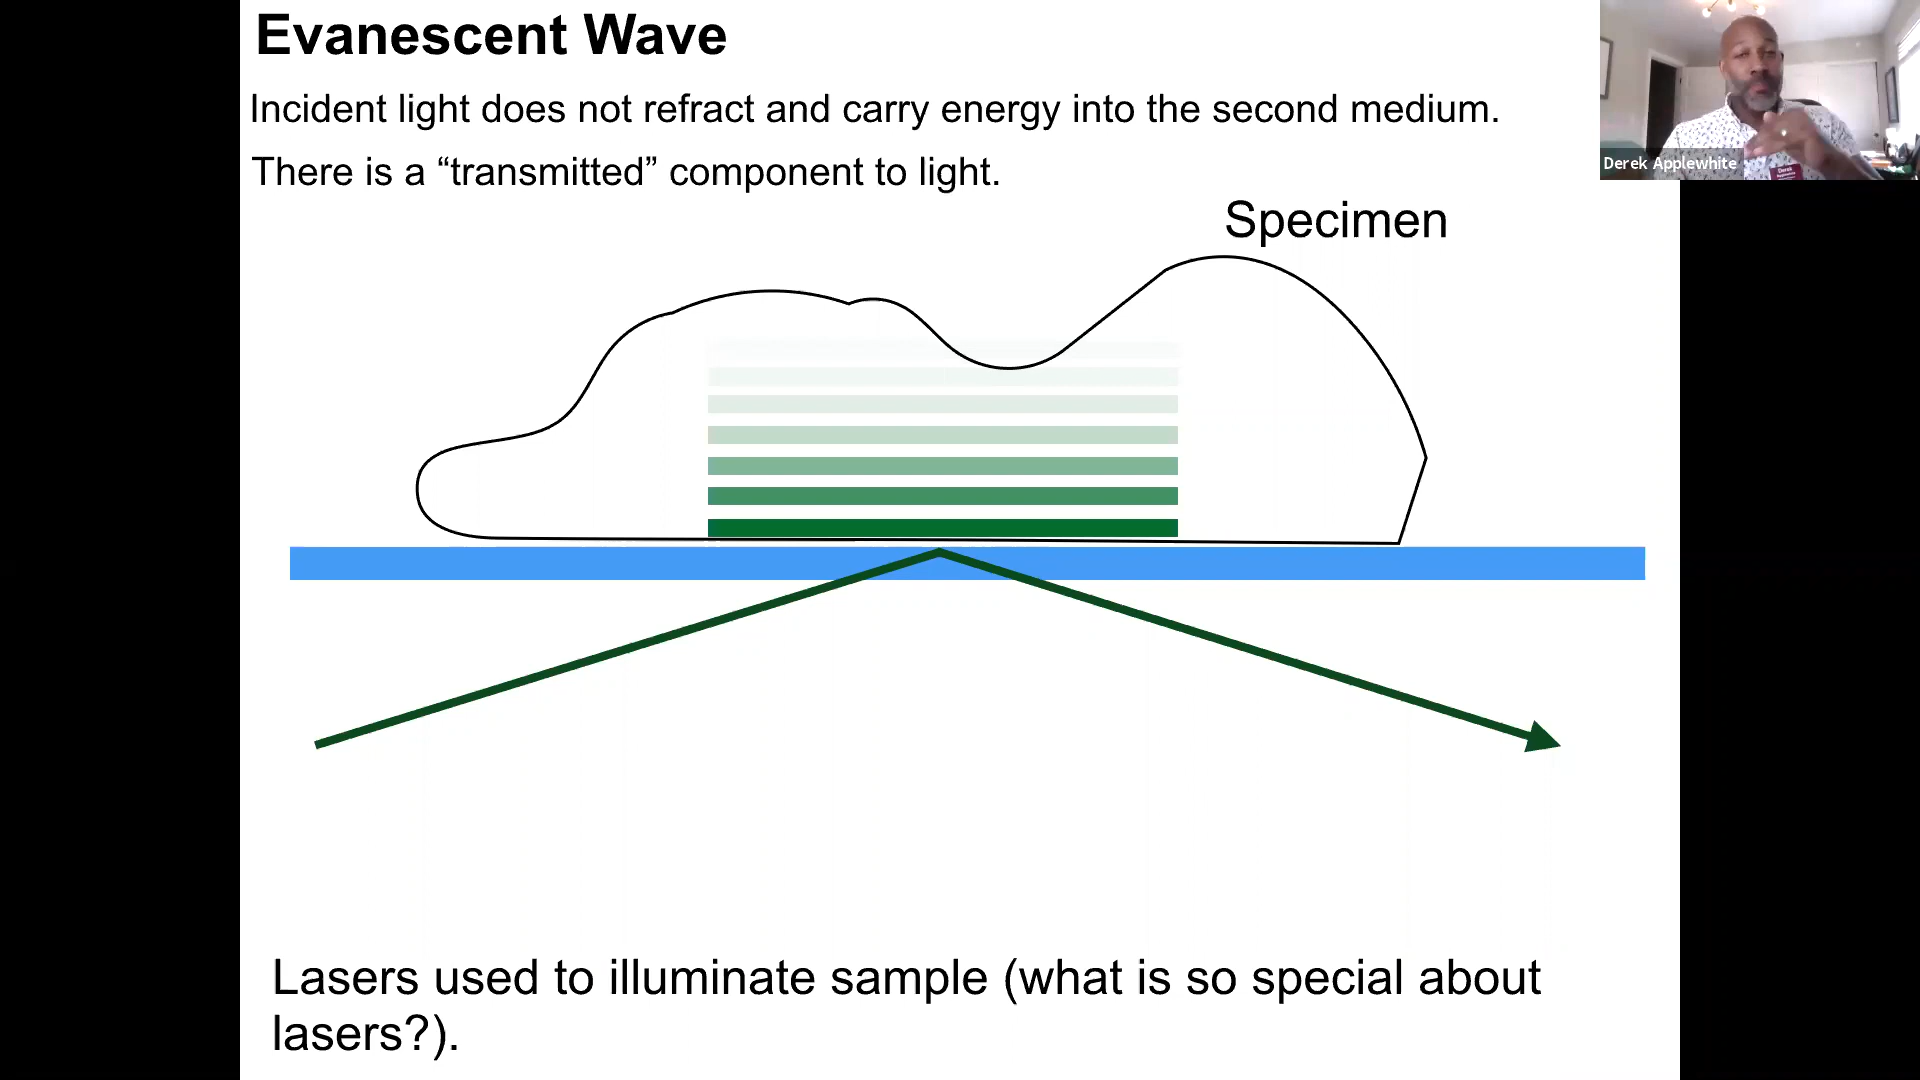 Evanescent Wave
Incident light does not refract and carry energy into the second medium.
There is a “transmitted” component to light.
Specimen
Lasers used to illuminate sample (what is so special about
lasers?).
Derek Applewhite